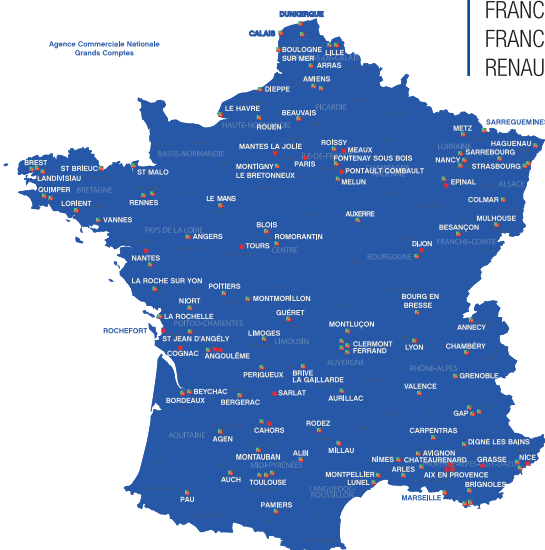 DUNKERQUE
FRANC
CALAIS
FRANC
Agence Commerciale Nationale
Grands Comptes
BOULOGNE
SUR MER
LILLE
RENAU
ARRAS
AMIENS
DIEPPE
PICARDIE
LE HAVRE
BEAUVAIS
HAUTE-NORMANDIE
ROUEN
SARREGUEMINES
METZ
HAGUENAU
MANTES LA JOLIE
ROISSY
MEAUX
LORRAINE
SARREBOURG
BASSE-NORMANDIE
ILE-DE-FRANCE
FONTENAY SOUS BOIS
NANCY
STRASBOURG
BREST
ST BRIEUC
ST MALO
MONTIGNY
LE BRETONNEUX
PARIS
PONTAULT COMBAULT
LANDIVISIAU
MELUN
EPINAL
ALSACE
QUIMPER
BRETAGNE
RENNES
LE MANS
COLMAR
LORIENT
AUXERRE
VANNES
BLOIS
MULHOUSE
BESANÇON
PAYS DE LA LOIRE
ANGERS
ROMORANTIN
TOURS
CENTRE
DIJON
FRANCHE-COMTE
NANTES
BOURGOGNE
LA ROCHE SUR YON
POITIERS
NIORT
MONTMORILLON
BOURG EN
BRESSE
LA ROCHELLE
GUÉRET
POITOU-CHARENTES
ROCHEFORT
MONTLUÇON
ANNECY
ST JEAN D'ANGÉLY
LIMOGES
LIMOUSIN
CLERMONT
FERRAND
LYON
CHAMBÉRY
COGNAC
ANGOULÊME
AUVERGNE
RHÔNE-ALPES
PERIGUEUX
BRIVE
LA GAILLARDE
GRENOBLE
BEYCHAC
BORDEAUX
BERGERAC
SARLAT
AURILLAC
VALENCE
GAP
AQUITAINE
AGEN
CAHORS
RODEZ
CARPENTRAS
MILLAU
DIGNE LES BAINS
MONTAUBAN
ALBI
AVIGNON
NÎMES
CHATEAURENARD
GRASSE
NICE
MIDI-PYRÉNÉES
AUCH
TOULOUSE
MONTPELLIER
LUNEL
ARLES
AIX EN PROVENCE
LANGUEDOC-
ROUSSILLON
BRIGNOLES
PAU
MARSEILLE
PAMIERS